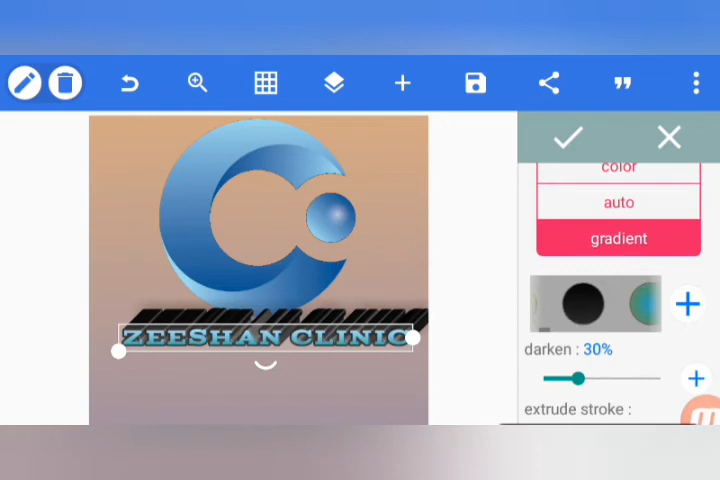 color
auto
gradient
ZEESHAN CLINIC
darken : 30%
extrude stroke :